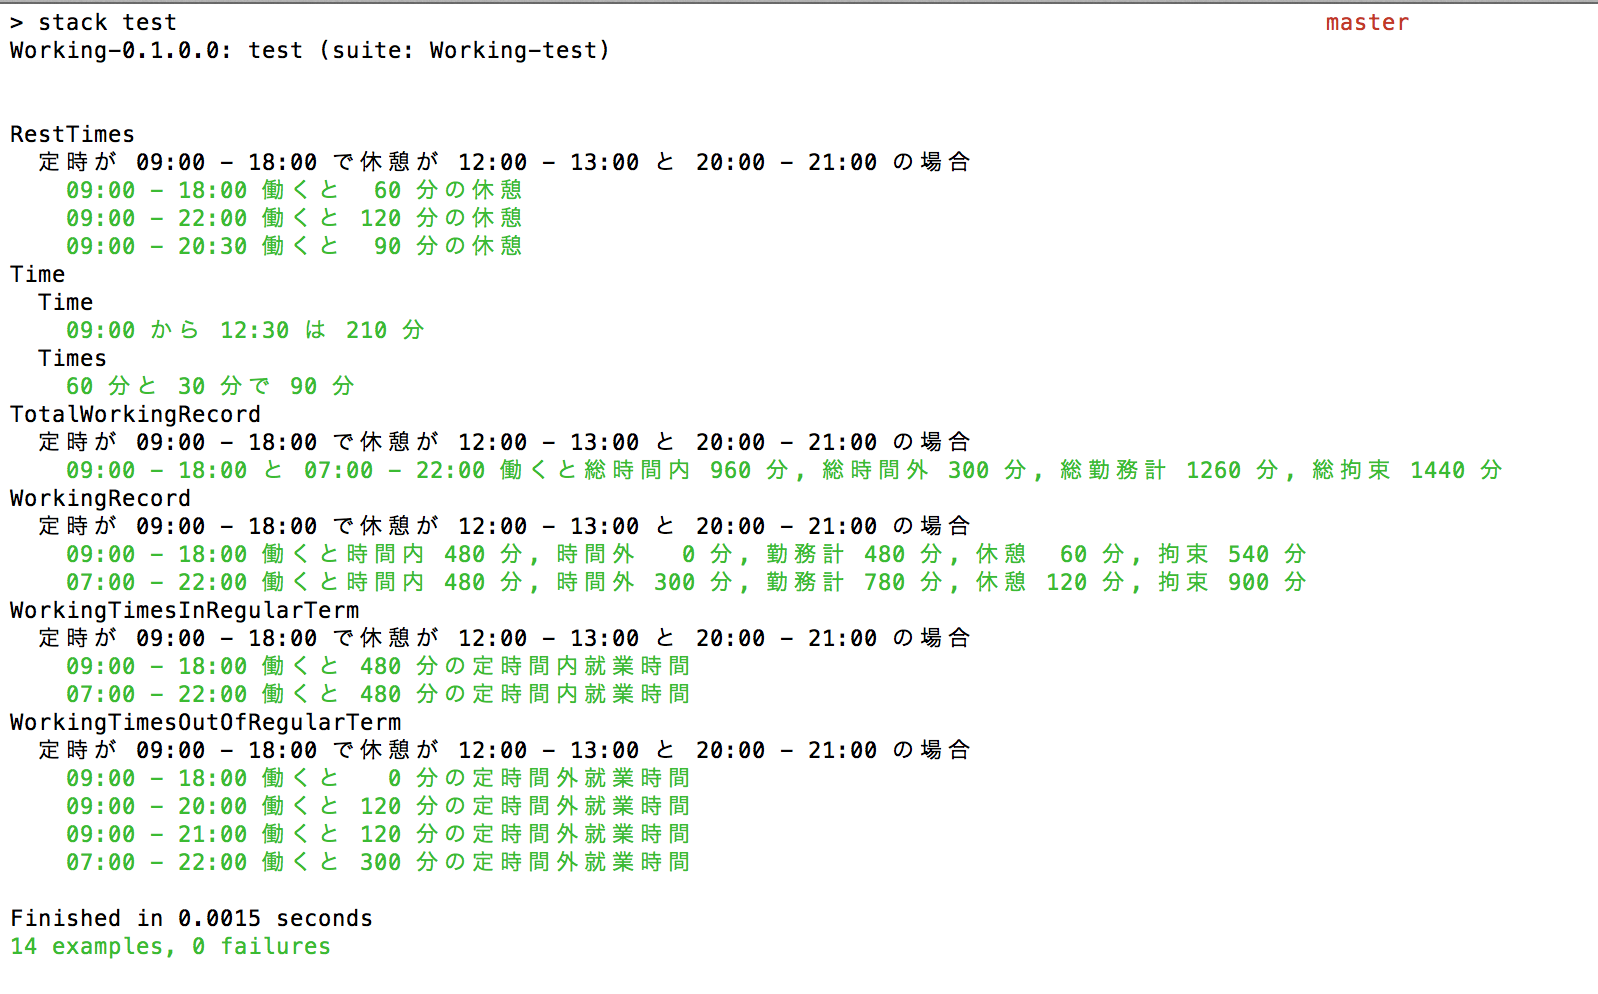 > stack test master
Working-0.1.0.0: test (suite: Working-test)
RestTimes
  定時が 09:00 - 18:00 で休憩が 12:00 - 13:00 と 20:00 - 21:00 の場合
    09:00 - 18:00 働くと  60 分の休憩
    09:00 - 22:00 働くと 120 分の休憩
    09:00 - 20:30 働くと  90 分の休憩
Time
  Time
    09:00 から 12:30 は 210 分
  Times
    60 分と 30 分で 90 分
TotalWorkingRecord
  定時が 09:00 - 18:00 で休憩が 12:00 - 13:00 と 20:00 - 21:00 の場合
    09:00 - 18:00 と 07:00 - 22:00 働くと総時間内 960 分, 総時間外 300 分, 総勤務計 1260 分, 総拘束 1440 分
WorkingRecord
  定時が 09:00 - 18:00 で休憩が 12:00 - 13:00 と 20:00 - 21:00 の場合
    09:00 - 18:00 働くと時間内 480 分, 時間外   0 分, 勤務計 480 分, 休憩  60 分, 拘束 540 分
    07:00 - 22:00 働くと時間内 480 分, 時間外 300 分, 勤務計 780 分, 休憩 120 分, 拘束 900 分
WorkingTimesInRegularTerm
  定時が 09:00 - 18:00 で休憩が 12:00 - 13:00 と 20:00 - 21:00 の場合
    09:00 - 18:00 働くと 480 分の定時間内就業時間
    07:00 - 22:00 働くと 480 分の定時間内就業時間
WorkingTimesOutOfRegularTerm
  定時が 09:00 - 18:00 で休憩が 12:00 - 13:00 と 20:00 - 21:00 の場合
    09:00 - 18:00 働くと   0 分の定時間外就業時間
    09:00 - 20:00 働くと 120 分の定時間外就業時間
    09:00 - 21:00 働くと 120 分の定時間外就業時間
    07:00 - 22:00 働くと 300 分の定時間外就業時間
Finished in 0.0015 seconds
14 examples, 0 failures